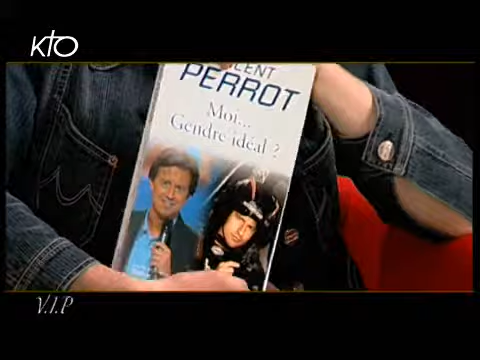 KTO
PERROT
Moi...
Gendre idéal ?
V.I.P